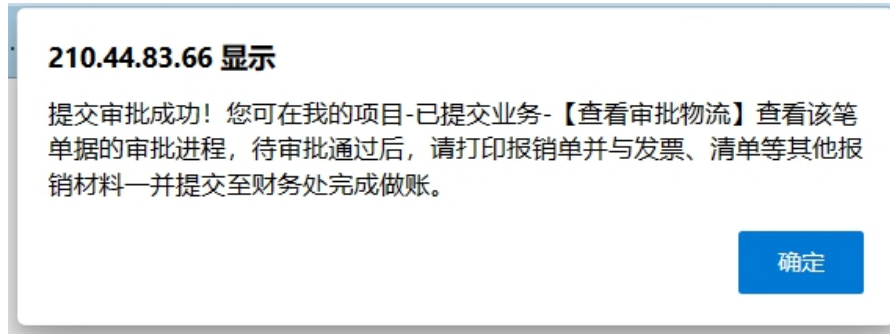 210.44.83.66 显示
提交审批成功！您可在我的项目-已提交业务-【查看审批物流】查看该笔
单据的审批进程，待审批通过后，请打印报销单并与发票、清单等其他报
销材料一并提交至财务处完成做账。
确定